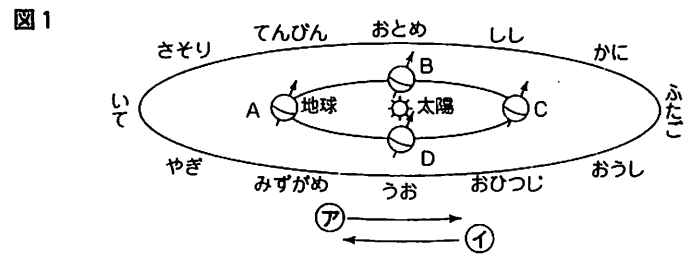 図1
おとめ
てんびん
しし
さそり
かに
B
いて
A
地球
太陽
C
ふたご
D
やぎ
おうし
みずがめ
うお
おひつじ
ア
イ